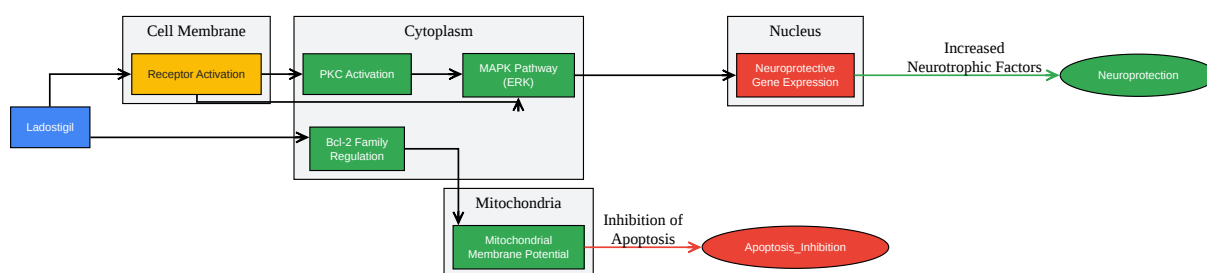 Cell Membrane
Cytoplasm
Nucleus
Receptor Activation
PKC Activation
MAPK Pathway
(ERK)
Neuroprotective
Gene Expression
Increased
Neurotrophic Factors
Neuroprotection
Ladostigil
Bcl-2 Family
Regulation
Mitochondria
Mitochondrial
Membrane Potential
Inhibition of
Apoptosis
Apoptosis_Inhibition